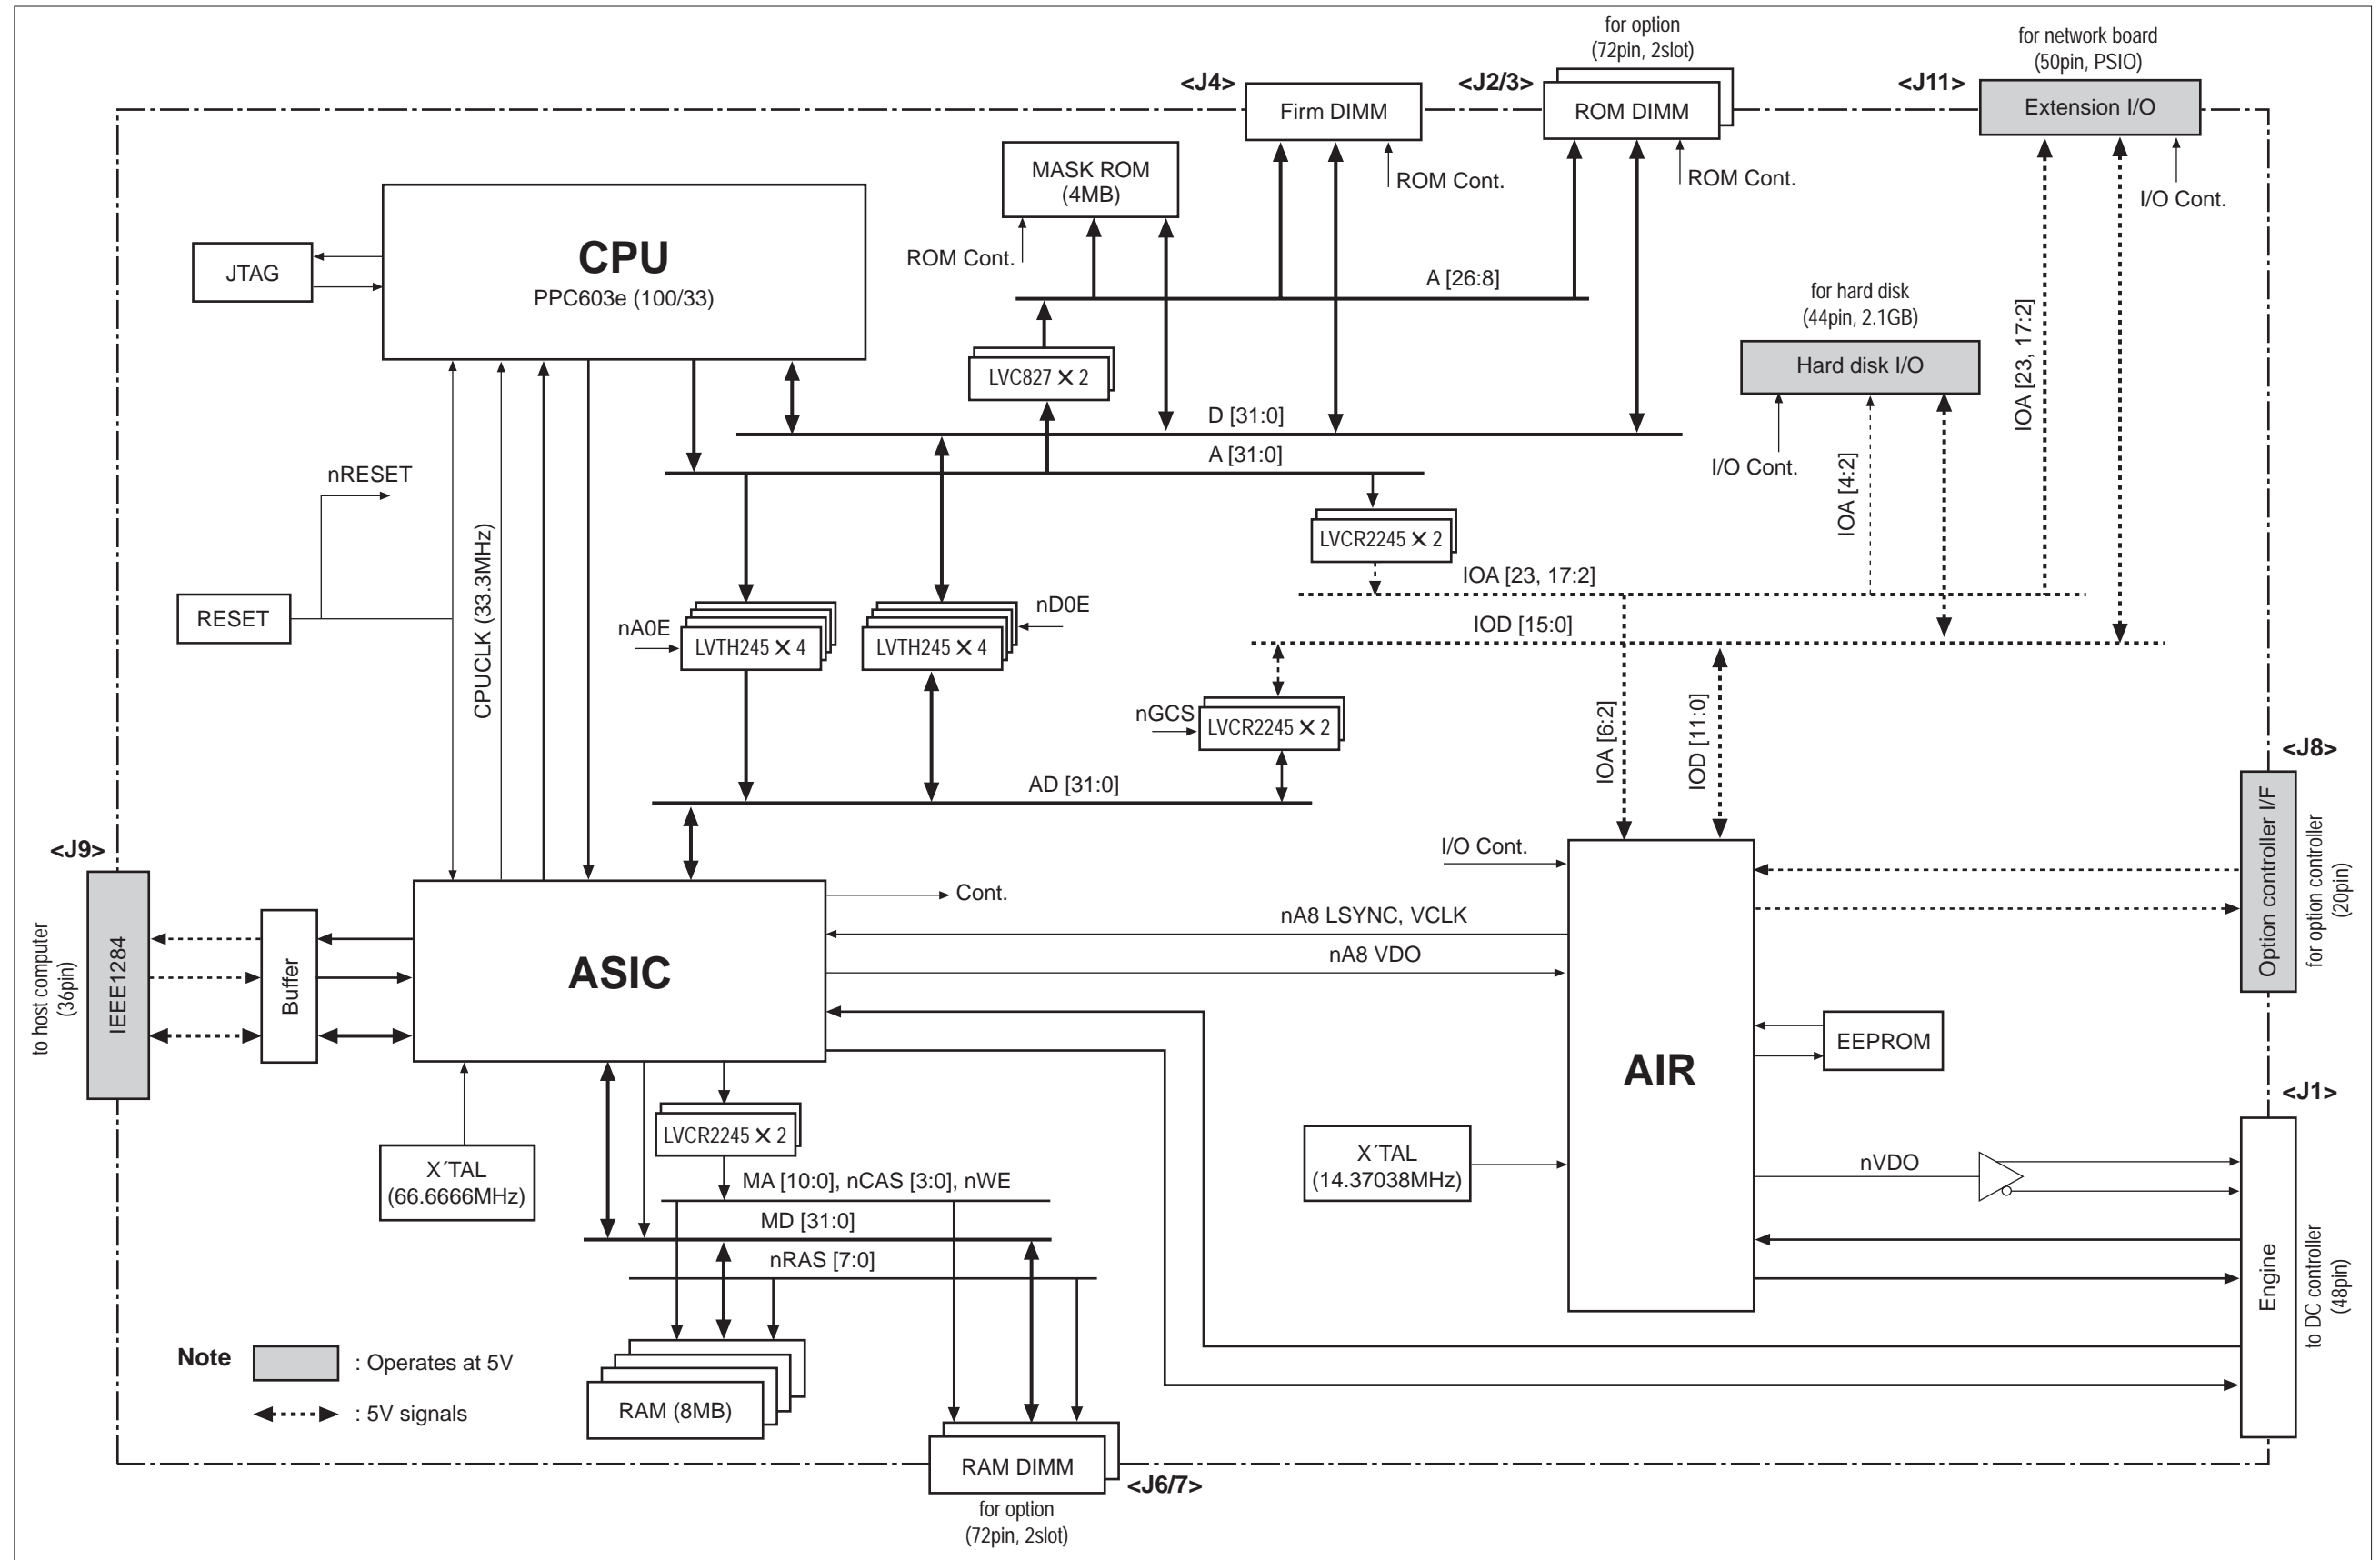 for option
(72pin, 2slot)
for network board
(50pin, PSIO)
<J4>
<J2/3>
<J11>
Firm DIMM
ROM DIMM
Extension I/O
MASK ROM
(4MB)
ROM Cont.
ROM Cont.
I/O Cont.
ROM Cont.
JTAG
CPU
PPC603e (100/33)
A [26:8]
for hard disk
(44pin, 2.1GB)
IOA [23, 17:2]
Hard disk I/O
LVC827 ✕ 2
D [31:0]
A [31:0]
I/O Cont.
IOA [4:2]
nRESET
CPUCLK (33.3MHz)
LVCR2245 ✕ 2
IOA [23, 17:2]
RESET
nA0E
LVTH245 ✕ 4
LVTH245 ✕ 4
nD0E
IOD [15:0]
nGCS
LVCR2245 ✕ 2
IOA [6:2]
IOD [11:0]
AD [31:0]
<J8>
Option controller I/F
for option controller
(20pin)
<J9>
to host computer
(36pin)
IEEE1284
Buffer
ASIC
Cont.
I/O Cont.
nA8 LSYNC, VCLK
nA8 VDO
AIR
EEPROM
<J1>
X´TAL
(66.6666MHz)
LVCR2245 ✕ 2
MA [10:0], nCAS [3:0], nWE
MD [31:0]
nRAS [7:0]
X´TAL
(14.37038MHz)
nVDO
Engine
to DC controller
(48pin)
Note
: Operates at 5V
: 5V signals
RAM (8MB)
RAM DIMM
<J6/7>
for option
(72pin, 2slot)